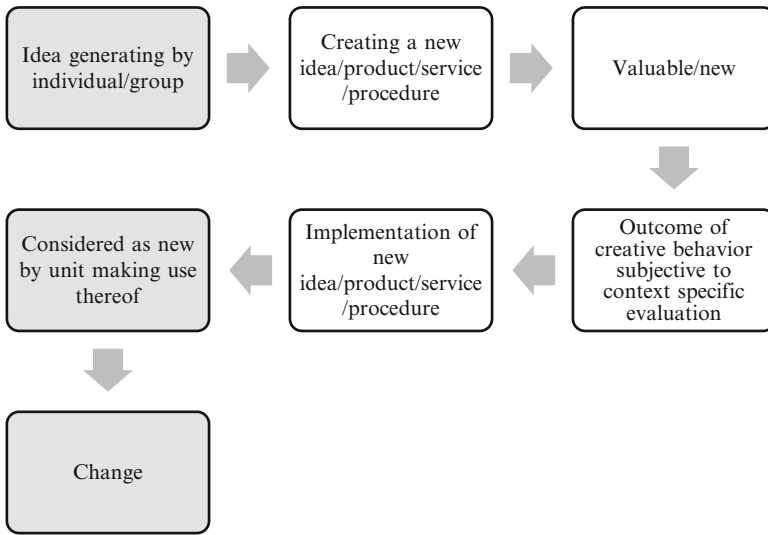 Idea generating by
individual/group
Creating a new
idea/product/service
/procedure
Valuable/new
Outcome of
creative behavior
subjective to
context specific
evaluation
Implementation of
new
idea/product/service
/procedure
Considered as new
by unit making use
thereof
Change